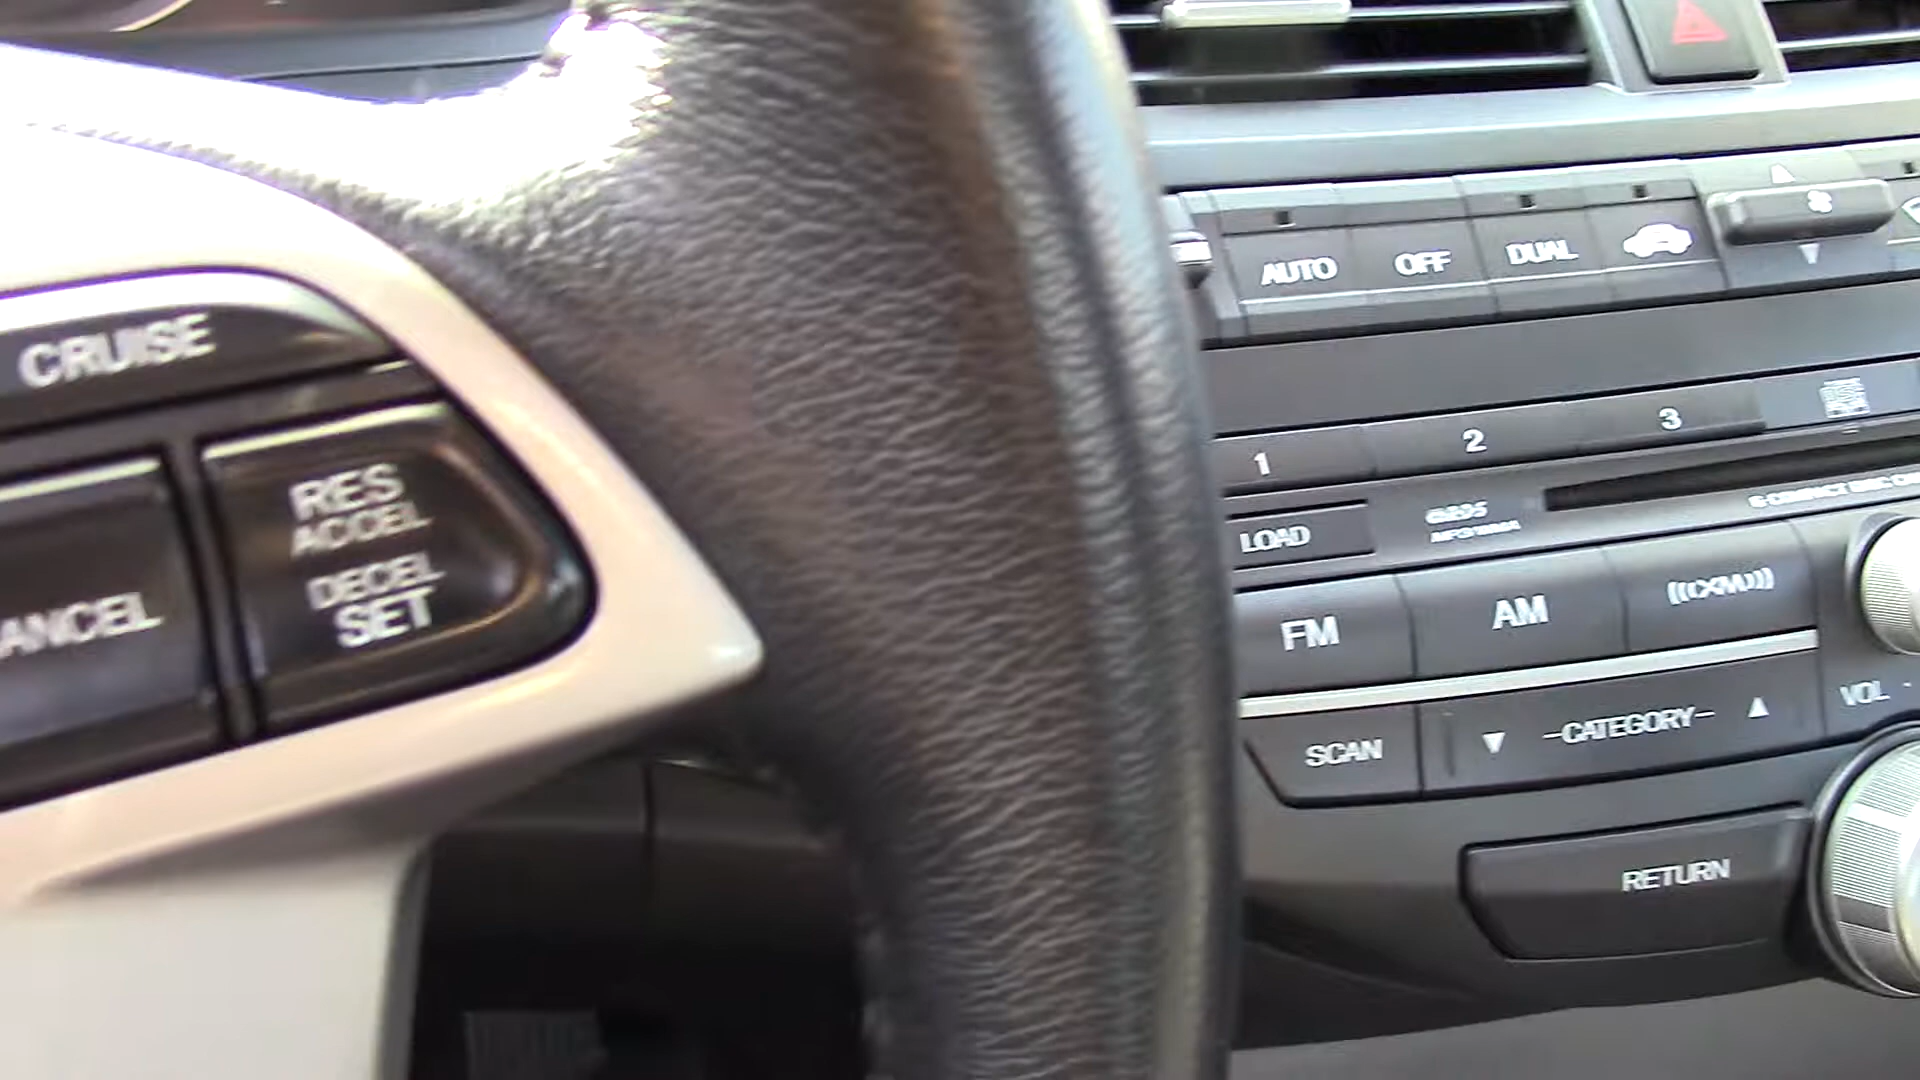 CRUISE
RES
ACCEL
DECEL
SET
ANCEL
AUTO
OFF
DUAL
1
2
3
LOAD
FM
AM
(((XM)))
VOL -
SCAN
▼ -CATEGORY- ▲
RETURN